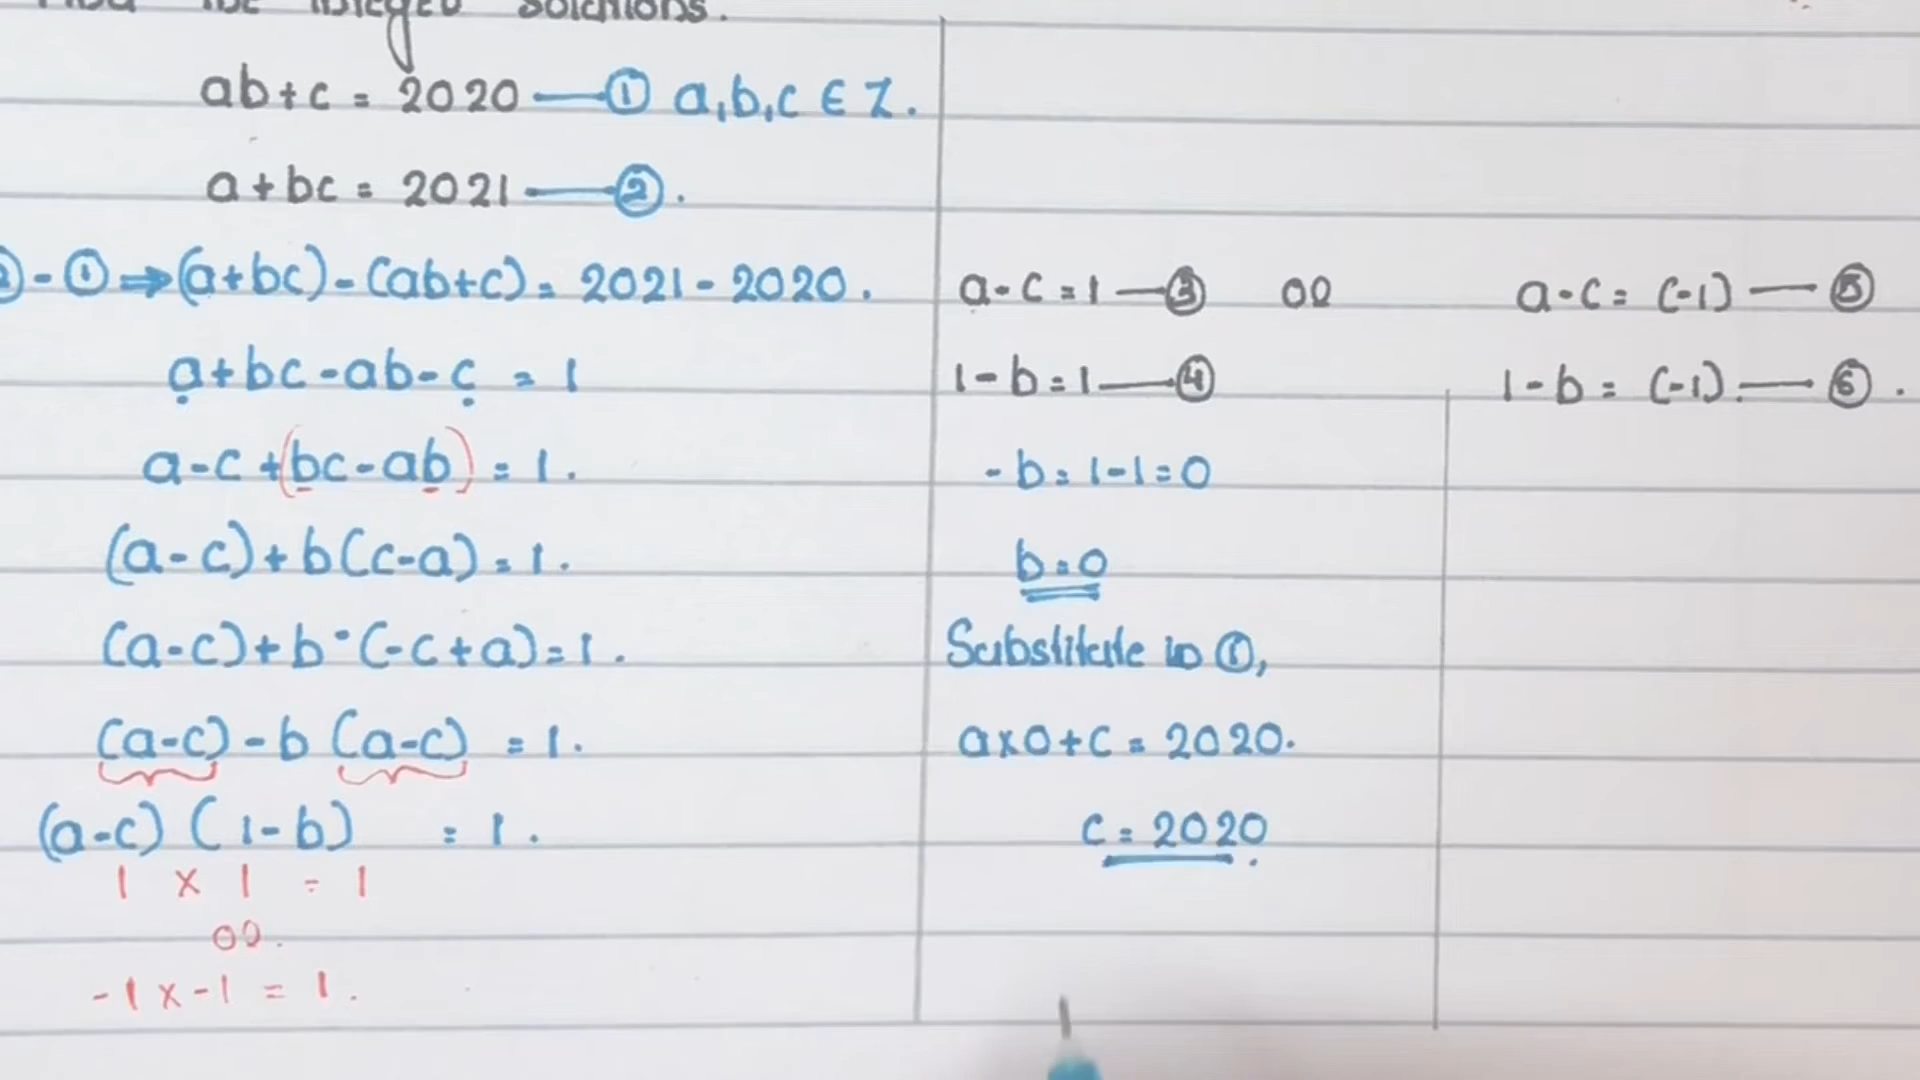 solutions.
ab+c = 2020 — ① a,b,c ∈ Z.
a+bc = 2021 — ②.
②-① ⇒ (a+bc)-(ab+c) = 2021-2020.
a+bc-ab-c = 1
a-c+(bc-ab) = 1.
(a-c)+b(c-a) = 1.
(a-c)+b·(-c+a) = 1.
(a-c)-b(a-c) = 1.
(a-c)(1-b) = 1.
1 × 1 = 1
or.
-1 × -1 = 1.
a-c = 1 — ③ or a-c = (-1) — ⑤
1-b = 1 — ④ 1-b = (-1). — ⑥.
-b = 1-1 = 0
b = 0
Substitute in ①,
a×0+c = 2020.
c = 2020.